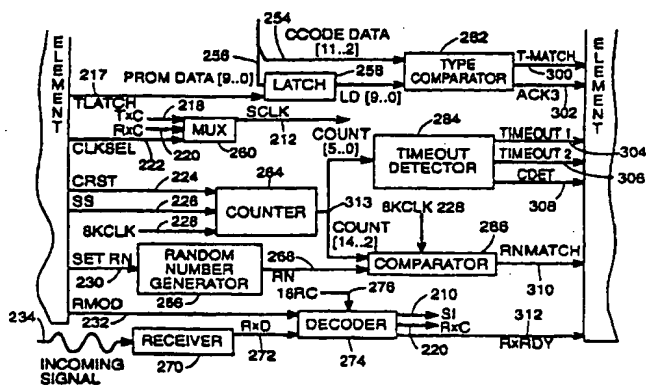 ELEMENT
254
CCODE DATA
[11..2]
256
282
TYPE
COMPARATOR
T-MATCH
300
ACK3
302
217
PROM DATA [9..0]
LATCH
258
LD [9..0]
TLATCH
TxC
218
RxC
220
MUX
260
SCLK
212
CLKSEL
222
COUNT
[5..0]
284
TIMEOUT
DETECTOR
TIMEOUT 1
304
TIMEOUT 2
306
CDET
308
CRST
224
SS
226
8KCLK
228
264
COUNTER
313
COUNT
[14..2]
8KCLK 228
286
COMPARATOR
RNMATCH
310
SET RN
230
RANDOM
NUMBER
GENERATOR
266
268
RN
RMOD
232
16RC
276
DECODER
274
210
SI
RxC
220
312
RxRDY
234
INCOMING
SIGNAL
RECEIVER
270
RxD
272
ELEMENT